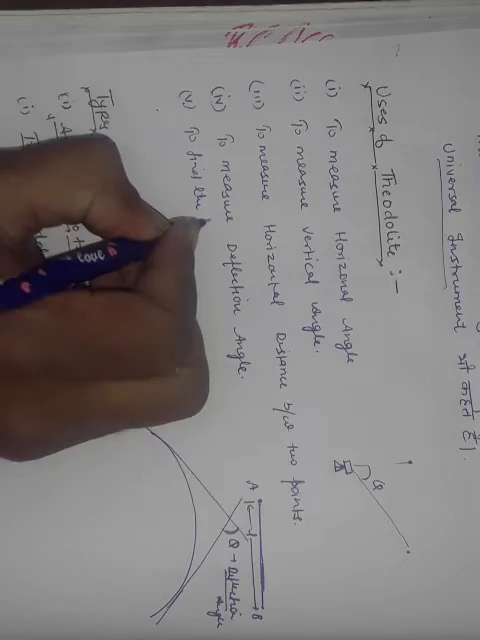 Universal Instrument भी कहते है।
Uses of Theodolite :-
(i) To measure Horizonal Angle
(ii) To measure Vertical Angle.
(iii) To measure Horizontal Distance b/w two points.
(iv) To measure Deflection Angle.
(v) To find the
Types
(i)
(i)
θ
A
B
θ → Deflection
Angle
love